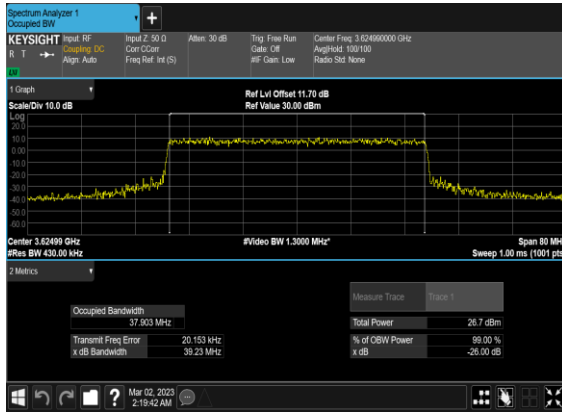 Spectrum Analyzer 1
Occupied BW
KEYSIGHT Input: RF Input Z: 50 Ω Atten: 30 dB Trig: Free Run Center Freq: 3.624990000 GHz
R T Coupling: DC Corr CCorr Gate: Off Avg|Hold: 100/100
Align: Auto Freq Ref: Int (S) #IF Gain: Low Radio Std: None
1 Graph
Ref Lvl Offset 11.70 dB
Scale/Div 10.0 dB Ref Value 30.00 dBm
Log
20.0
10.0
0.00
-10.0
-20.0
-30.0
-40.0
-50.0
-60.0
Center 3.62499 GHz #Video BW 1.3000 MHz* Span 80 MH
#Res BW 430.00 kHz Sweep 1.00 ms (1001 pts
2 Metrics
Measure Trace Trace 1
Occupied Bandwidth
37.903 MHz Total Power 26.7 dBm
Transmit Freq Error 20.153 kHz % of OBW Power 99.00 %
x dB Bandwidth 39.23 MHz x dB -26.00 dB
? Mar 02, 2023
2:19:42 AM